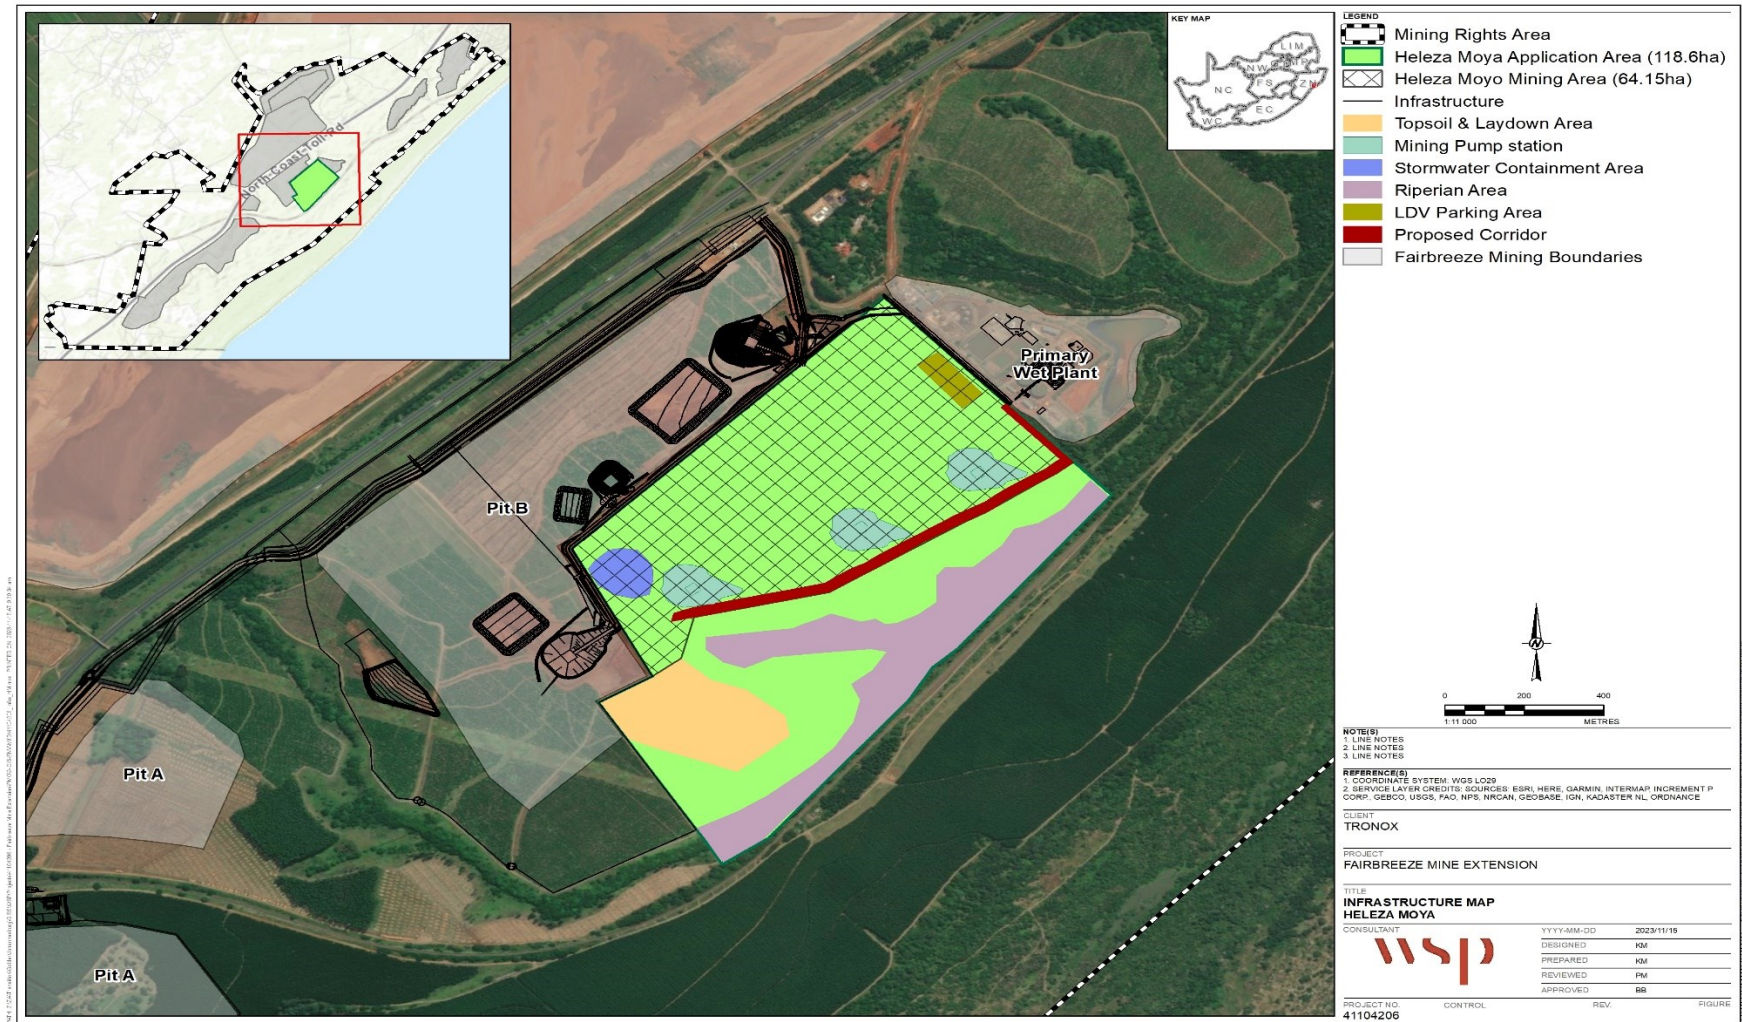 North-Coast-Toll-Rd
KEY MAP
LIM
NW
G
MP
FS
ZN
NC
EC
WC
Primary
Wet Plant
Pit B
Pit A
Pit A
LEGEND
Mining Rights Area
Heleza Moya Application Area (118.6ha)
Heleza Moyo Mining Area (64.15ha)
Infrastructure
Topsoil & Laydown Area
Mining Pump station
Stormwater Containment Area
Riperian Area
LDV Parking Area
Proposed Corridor
Fairbreeze Mining Boundaries
N
0 200 400
1:11 000 METRES
NOTE(S)
1. LINE NOTES
2. LINE NOTES
3. LINE NOTES
REFERENCE(S)
1. COORDINATE SYSTEM: WGS LO29
2. SERVICE LAYER CREDITS: SOURCES: ESRI, HERE, GARMIN, INTERMAP, INCREMENT P
CORP., GEBCO, USGS, FAO, NPS, NRCAN, GEOBASE, IGN, KADASTER NL, ORDNANCE
CLIENT
TRONOX
PROJECT
FAIRBREEZE MINE EXTENSION
TITLE
INFRASTRUCTURE MAP
HELEZA MOYA
CONSULTANT
wsp
YYYY-MM-DD 2023/11/15
DESIGNED KM
PREPARED KM
REVIEWED PM
APPROVED BB
PROJECT NO. CONTROL REV. FIGURE
41104206